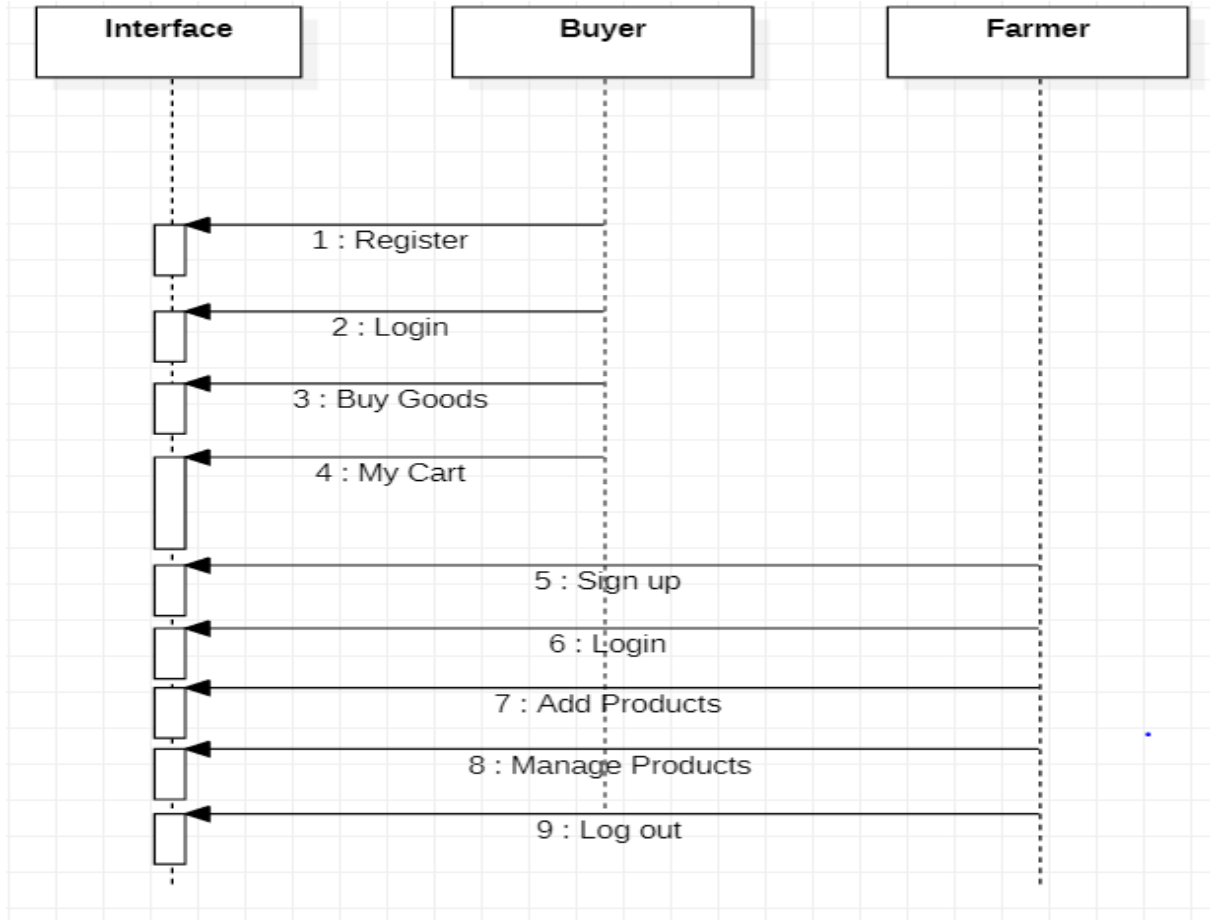 Interface
Buyer
Farmer
1 : Register
2 : Login
3 : Buy Goods
4 : My Cart
5 : Sign up
6 : Login
7 : Add Products
8 : Manage Products
9 : Log out